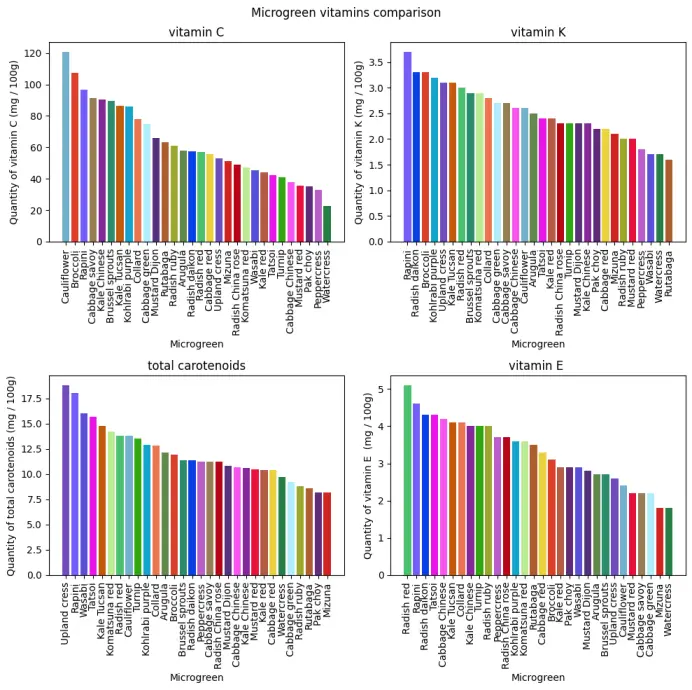 Microgreen vitamins comparison
vitamin C
Quantity of vitamin C (mg / 100g)
120
100
80
60
40
20
0
Cauliflower
Broccoli
Rapini
Cabbage savoy
Kale Chinese
Brussel sprouts
Kale Tucsan
Kohlrabi purple
Collard
Cabbage green
Mustard Dijon
Rutabaga
Radish ruby
Arugula
Radish daikon
Radish red
Cabbage red
Upland cress
Mizuna
Radish China rose
Komatsuna red
Wasabi
Kale red
Tatsoi
Turnip
Cabbage Chinese
Mustard red
Pak choy
Peppercress
Watercress
Microgreen
vitamin K
Quantity of vitamin K (mg / 100g)
3.5
3.0
2.5
2.0
1.5
1.0
0.5
0.0
Rapini
Radish daikon
Broccoli
Kohlrabi purple
Upland cress
Kale Tucsan
Radish red
Brussel sprouts
Komatsuna red
Collard
Cabbage green
Cabbage savoy
Cabbage Chinese
Cauliflower
Arugula
Tatsoi
Kale red
Radish China rose
Turnip
Mustard Dijon
Kale Chinese
Pak choy
Cabbage red
Mizuna
Radish ruby
Mustard red
Peppercress
Wasabi
Watercress
Rutabaga
Microgreen
total carotenoids
Quantity of total carotenoids (mg / 100g)
17.5
15.0
12.5
10.0
7.5
5.0
2.5
0.0
Upland cress
Rapini
Wasabi
Tatsoi
Kale Tucsan
Komatsuna red
Radish red
Cauliflower
Turnip
Kohlrabi purple
Collard
Arugula
Broccoli
Brussel sprouts
Radish daikon
Peppercress
Cabbage savoy
Radish China rose
Mustard Dijon
Cabbage Chinese
Kale Chinese
Mustard red
Kale red
Cabbage red
Watercress
Cabbage green
Radish ruby
Rutabaga
Pak choy
Mizuna
Microgreen
vitamin E
Quantity of vitamin E (mg / 100g)
5
4
3
2
1
0
Radish red
Rapini
Radish daikon
Tatsoi
Cabbage Chinese
Kale Tucsan
Collard
Kale Chinese
Turnip
Radish ruby
Peppercress
Radish China rose
Kohlrabi purple
Komatsuna red
Rutabaga
Cabbage red
Broccoli
Kale red
Pak choy
Wasabi
Mustard Dijon
Arugula
Brussel sprouts
Upland cress
Cauliflower
Mustard red
Cabbage savoy
Cabbage green
Mizuna
Watercress
Microgreen